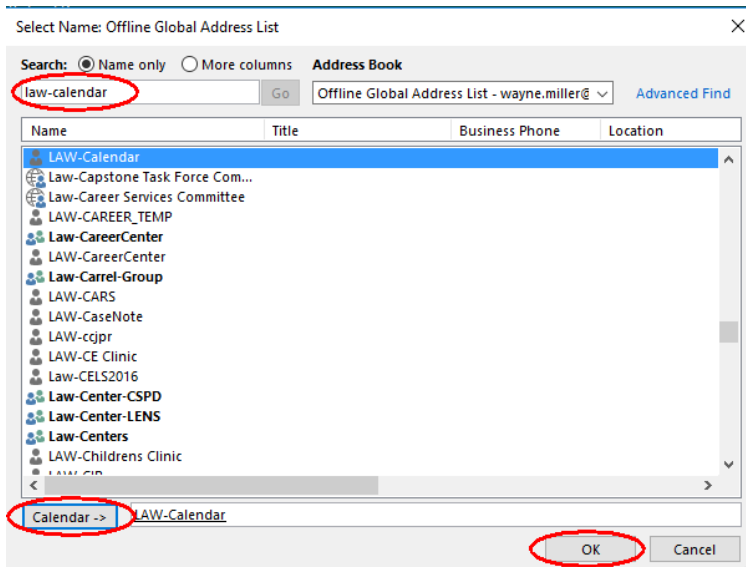 Select Name: Offline Global Address List
Search: Name only More columns Address Book
law-calendar Go Offline Global Address List - wayne.miller@ Advanced Find
Name Title Business Phone Location
LAW-Calendar
Law-Capstone Task Force Com...
Law-Career Services Committee
LAW-CAREER_TEMP
Law-CareerCenter
LAW-CareerCenter
Law-Carrel-Group
LAW-CARS
LAW-CaseNote
LAW-ccjpr
LAW-CE Clinic
Law-CELS2016
Law-Center-CSPD
Law-Center-LENS
Law-Centers
LAW-Childrens Clinic
Calendar -> LAW-Calendar
OK Cancel